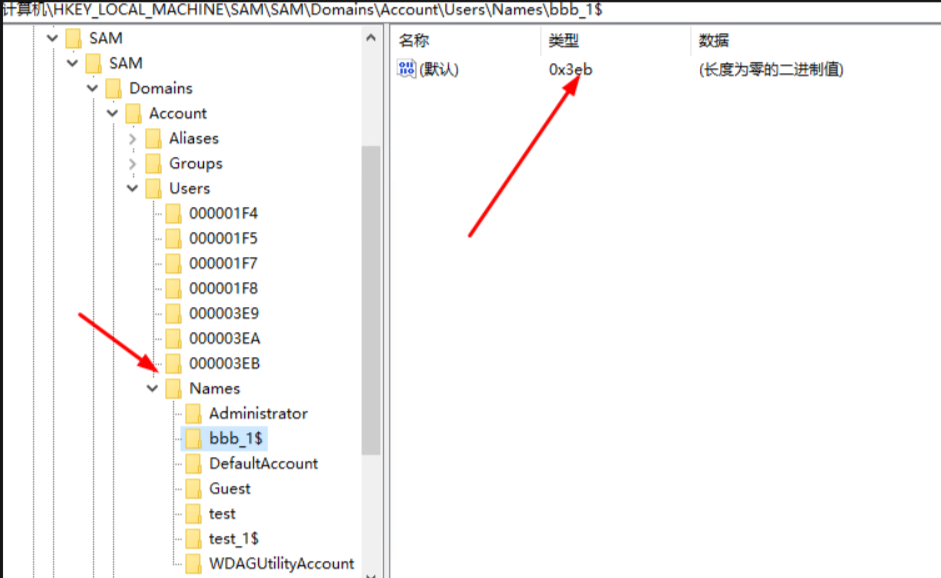 计算机\HKEY_LOCAL_MACHINE\SAM\SAM\Domains\Account\Users\Names\bbb_1$
SAM
SAM
Domains
Account
Aliases
Groups
Users
000001F4
000001F5
000001F7
000001F8
000003E9
000003EA
000003EB
Names
Administrator
bbb_1$
DefaultAccount
Guest
test
test_1$
WDAGUtilityAccount
名称 类型 数据
(默认) 0x3eb (长度为零的二进制值)